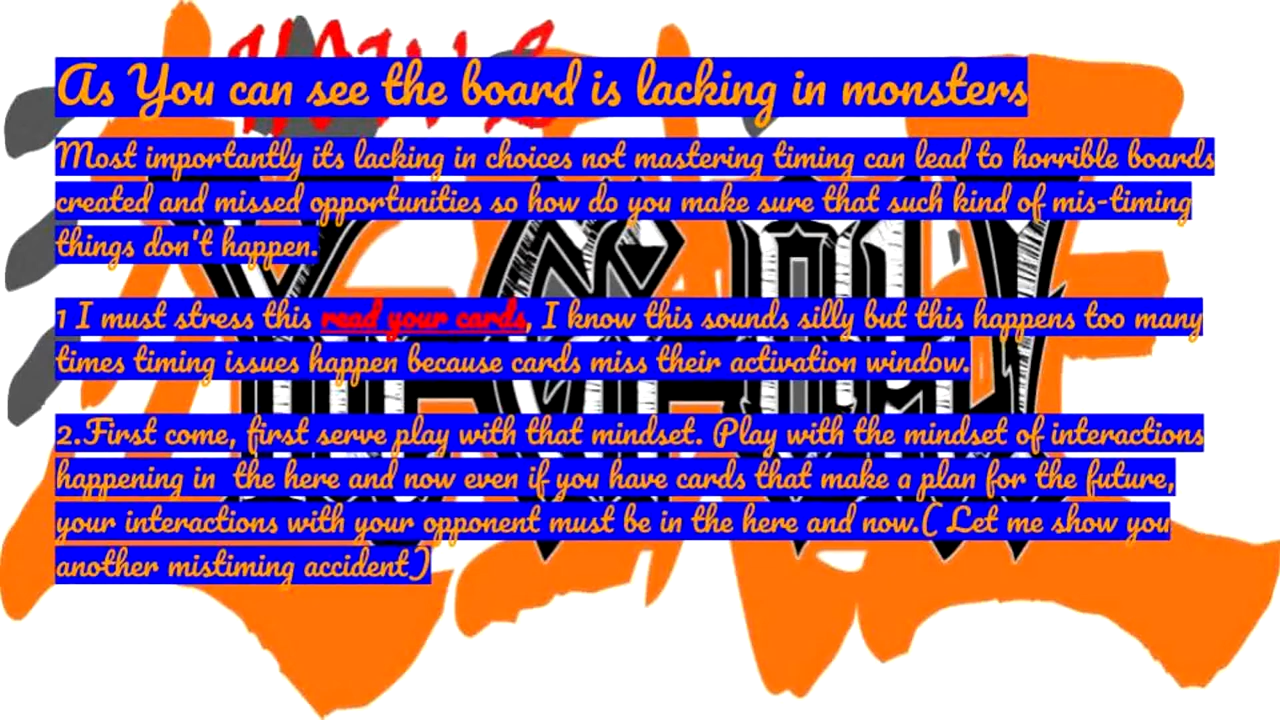 As You can see the board is lacking in monsters
Most importantly its lacking in choices not mastering timing can lead to horrible boards
created and missed opportunities so how do you make sure that such kind of mis-timing
things don't happen.
1 I must stress this read your cards, I know this sounds silly but this happens too many
times timing issues happen because cards miss their activation window.
2.First come, first serve play with that mindset. Play with the mindset of interactions
happening in the here and now even if you have cards that make a plan for the future,
your interactions with your opponent must be in the here and now.( Let me show you
another mistiming accident)